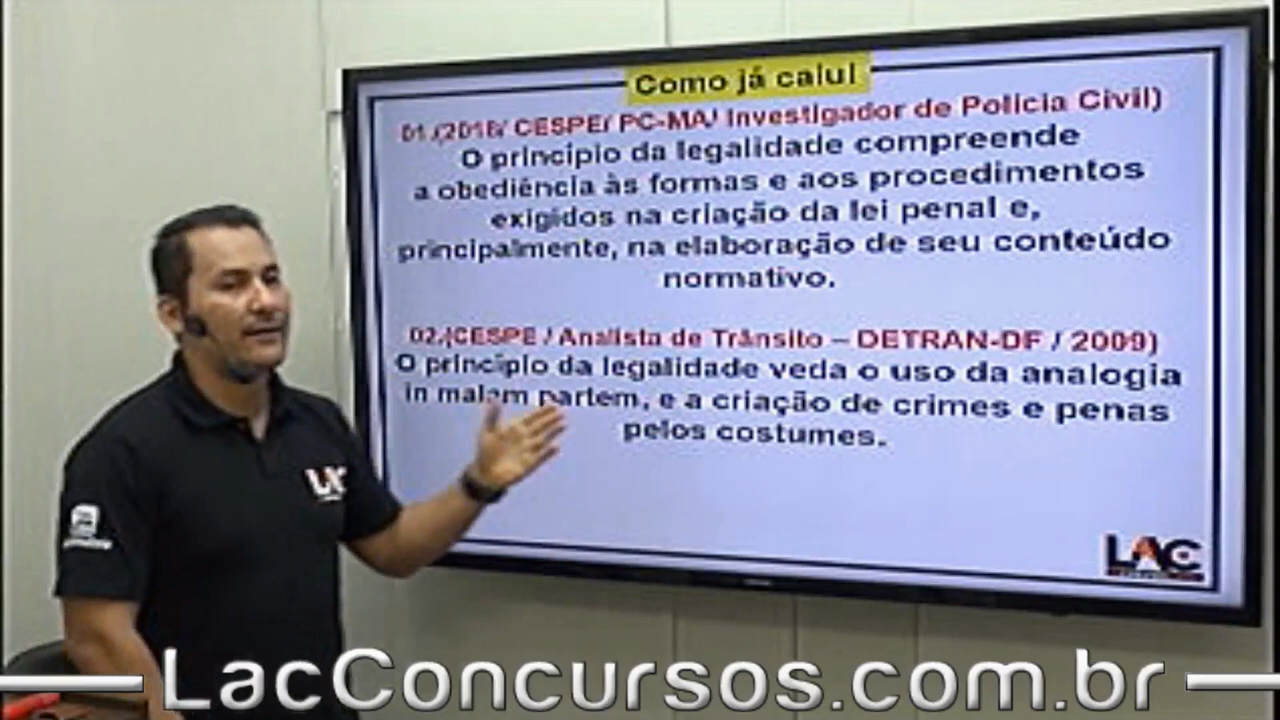 Como já caiu!
01.(2018/ CESPE/ PC-MA/ Investigador de Polícia Civil)
O princípio da legalidade compreende
a obediência às formas e aos procedimentos
exigidos na criação da lei penal e,
principalmente, na elaboração de seu conteúdo
normativo.
02.(CESPE / Analista de Trânsito – DETRAN-DF / 2009)
O princípio da legalidade veda o uso da analogia
in malam partem, e a criação de crimes e penas
pelos costumes.
LAC
LAC
LacConcursos.com.br